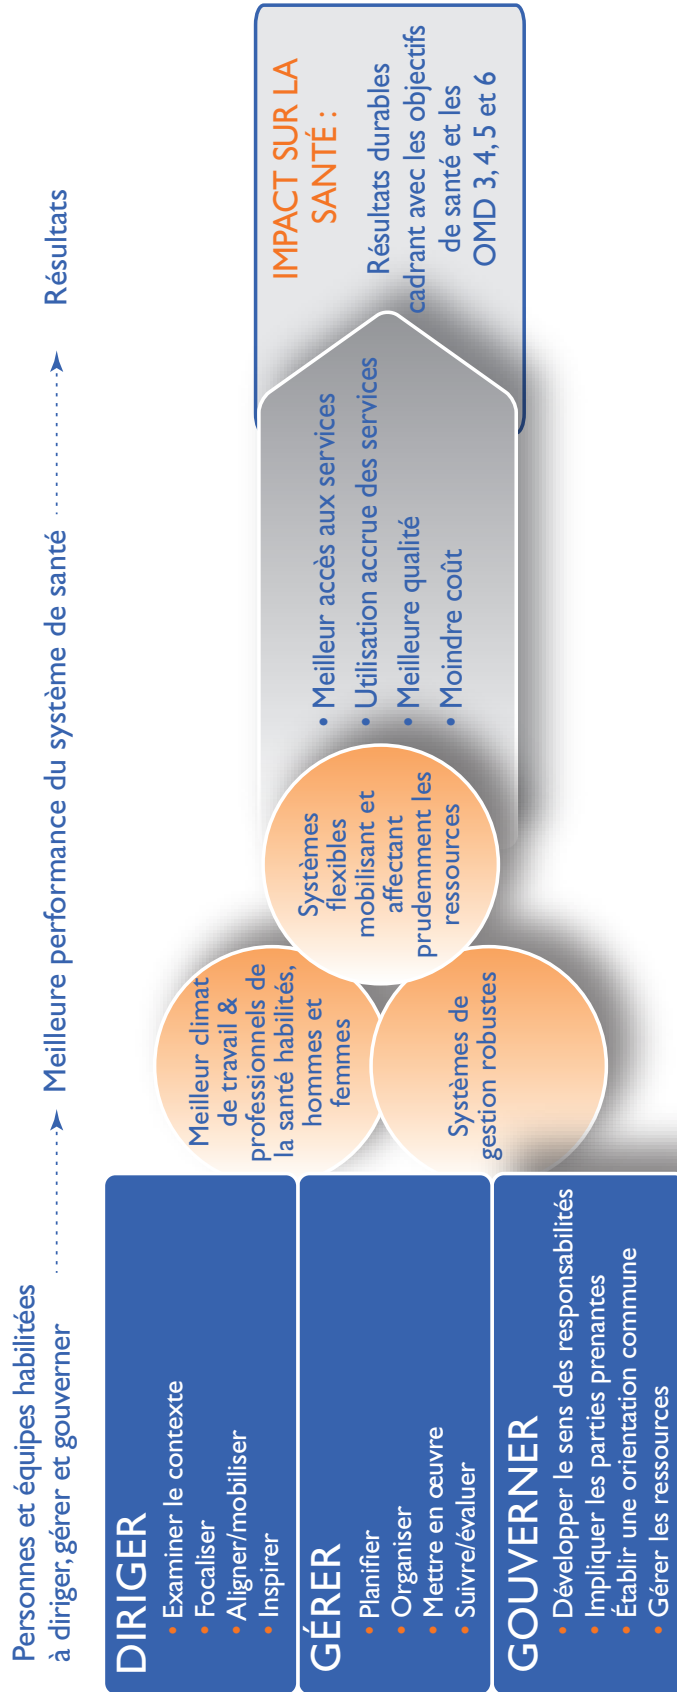 Personnes et équipes habilitées
à diriger, gérer et gouverner
Meilleure performance du système de santé
Résultats
DIRIGER
• Examiner le contexte
• Focaliser
• Aligner/mobiliser
• Inspirer
GÉRER
• Planifier
• Organiser
• Mettre en œuvre
• Suivre/évaluer
GOUVERNER
• Développer le sens des responsabilités
• Impliquer les parties prenantes
• Établir une orientation commune
• Gérer les ressources
Meilleur climat
de travail &
professionnels de
la santé habilités,
hommes et
femmes
Systèmes de
gestion robustes
Systèmes
flexibles
mobilisant et
affectant
prudemment les
ressources
• Meilleur accès aux services
• Utilisation accrue des services
• Meilleure qualité
• Moindre coût
IMPACT SUR LA
SANTÉ :
Résultats durables
cadrant avec les objectifs
de santé et les
OMD 3, 4, 5 et 6